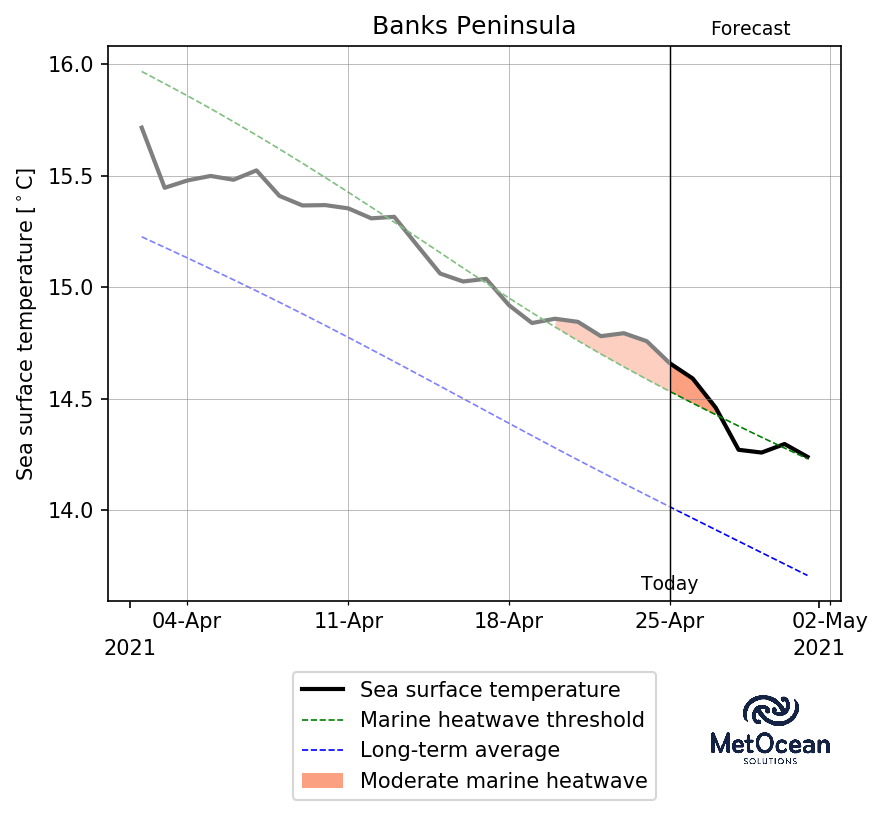 Banks Peninsula
Forecast
Sea surface temperature [°C]
16.0
15.5
15.0
14.5
14.0
Today
04-Apr 11-Apr 18-Apr 25-Apr 02-May
2021 2021
Sea surface temperature
Marine heatwave threshold
Long-term average
Moderate marine heatwave
MetOcean
SOLUTIONS